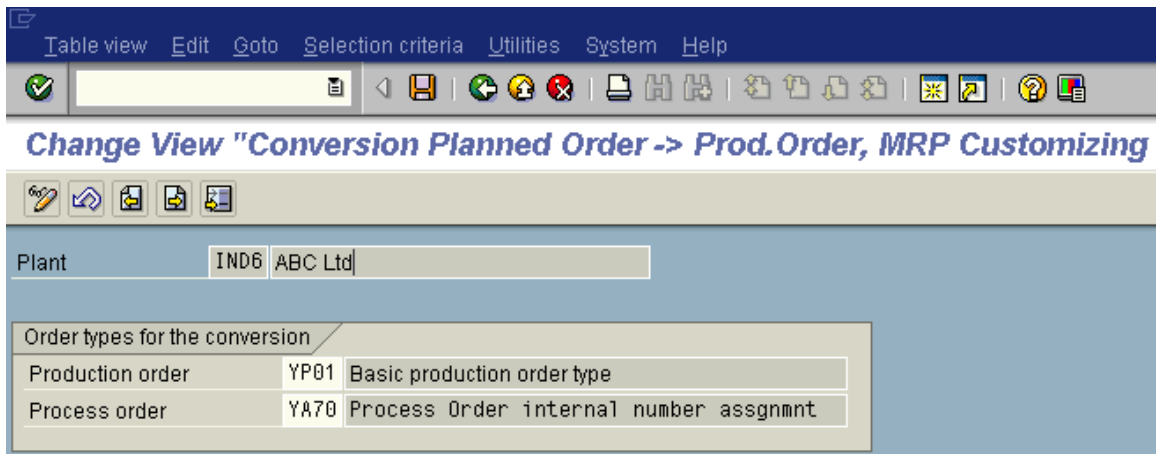 Table view Edit Goto Selection criteria Utilities System Help
Change View "Conversion Planned Order -> Prod.Order, MRP Customizing
Plant IND6 ABC Ltd
Order types for the conversion
Production order YP01 Basic production order type
Process order YA70 Process Order internal number assgnmnt